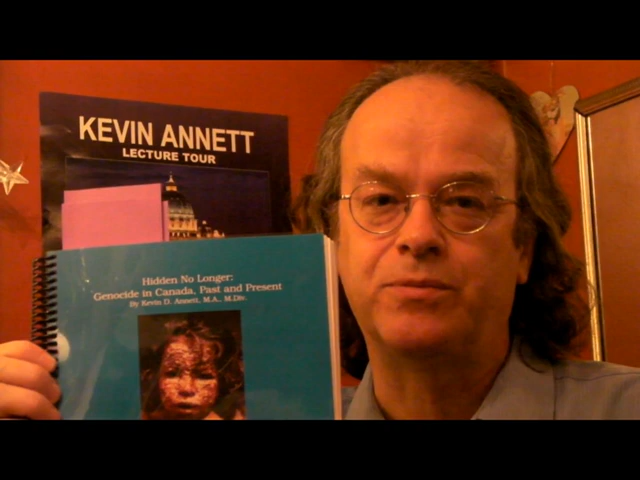 KEVIN ANNETT
LECTURE TOUR
Hidden No Longer:
Genocide in Canada, Past and Present
By Kevin D. Annett, M.A., M.Div.